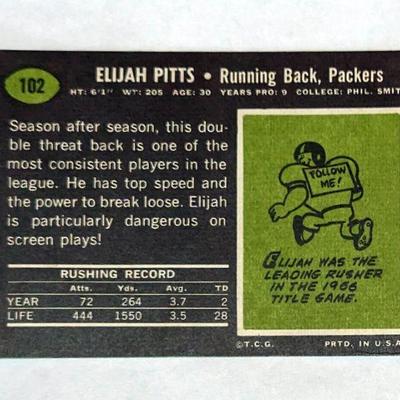 102
ELIJAH PITTS • Running Back, Packers
HT: 6'1" WT: 205 AGE: 30 YEARS PRO: 9 COLLEGE: PHIL. SMIT
Season after season, this dou-
ble threat back is one of the
most consistent players in the
league. He has top speed and
the power to break loose. Elijah
is particularly dangerous on
screen plays!
RUSHING RECORD
Atts. Yds. Avg. TD
YEAR 72 264 3.7 2
LIFE 444 1550 3.5 28
FOLLOW
ME!
ELIJAH WAS THE
LEADING RUSHER
IN THE 1966
TITLE GAME.
©T.C.G. PRTD. IN U.S.A